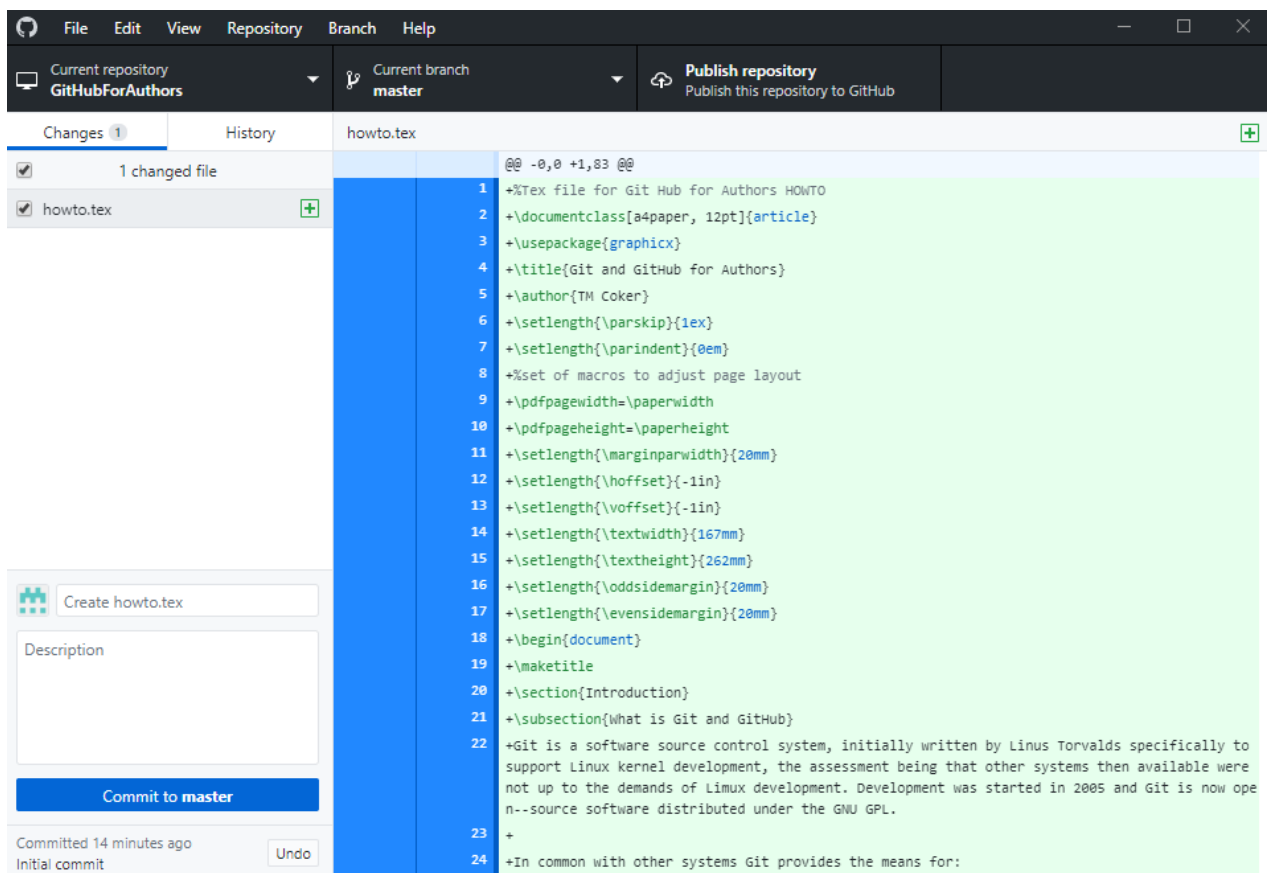 File Edit View Repository Branch Help
Current repository
GitHubForAuthors
Current branch
master
Publish repository
Publish this repository to GitHub
Changes 1 History
howto.tex
1 changed file
howto.tex
Create howto.tex
Description
Commit to master
Committed 14 minutes ago
Initial commit
Undo
@@ -0,0 +1,83 @@
1 +%Tex file for Git Hub for Authors HOWTO
2 +\documentclass[a4paper, 12pt]{article}
3 +\usepackage{graphicx}
4 +\title{Git and GitHub for Authors}
5 +\author{TM Coker}
6 +\setlength{\parskip}{1ex}
7 +\setlength{\parindent}{0em}
8 +%set of macros to adjust page layout
9 +\pdfpagewidth=\paperwidth
10 +\pdfpageheight=\paperheight
11 +\setlength{\marginparwidth}{20mm}
12 +\setlength{\hoffset}{-1in}
13 +\setlength{\voffset}{-1in}
14 +\setlength{\textwidth}{167mm}
15 +\setlength{\textheight}{262mm}
16 +\setlength{\oddsidemargin}{20mm}
17 +\setlength{\evensidemargin}{20mm}
18 +\begin{document}
19 +\maketitle
20 +\section{Introduction}
21 +\subsection{What is Git and GitHub}
22 +Git is a software source control system, initially written by Linus Torvalds specifically to
support Linux kernel development, the assessment being that other systems then available were
not up to the demands of Limux development. Development was started in 2005 and Git is now ope
n--source software distributed under the GNU GPL.
23 +
24 +In common with other systems Git provides the means for: